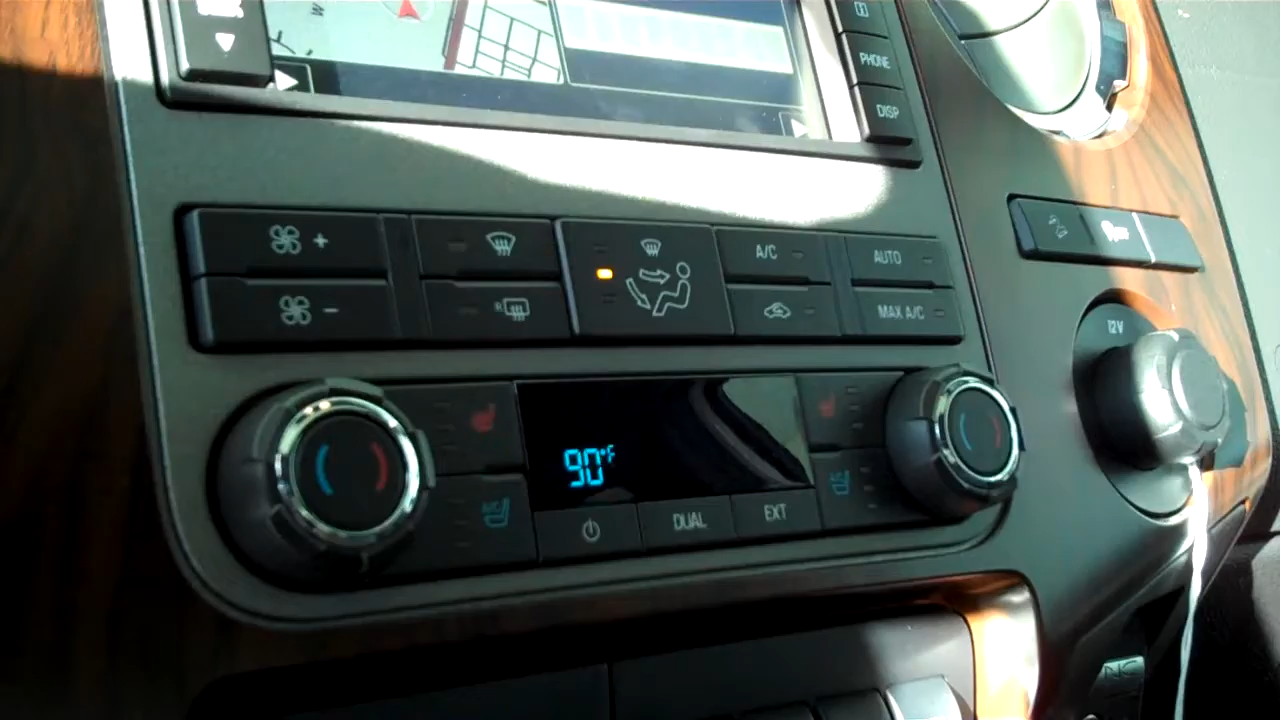 W
PHONE
DISP
+
A/C
AUTO
-
R
MAX A/C
12V
90°F
A/C
A/C
DUAL
EXT